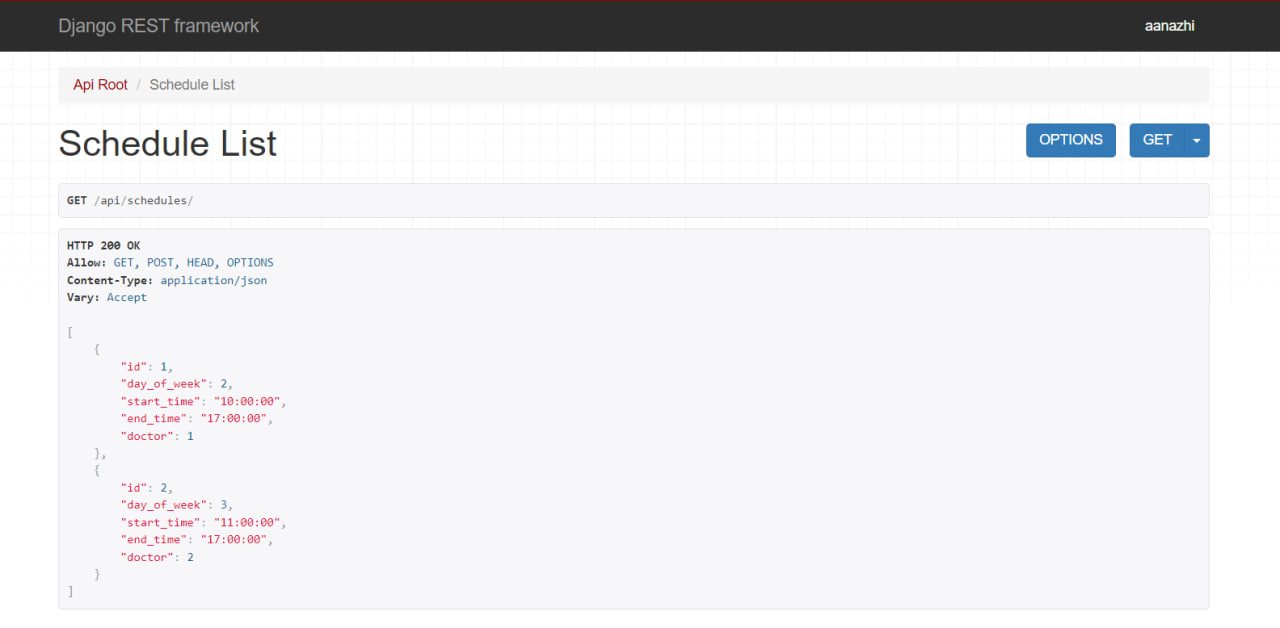 Django REST framework
aanazhi
Api Root / Schedule List
Schedule List
OPTIONS
GET
GET /api/schedules/
HTTP 200 OK
Allow: GET, POST, HEAD, OPTIONS
Content-Type: application/json
Vary: Accept
[
    {
        "id": 1,
        "day_of_week": 2,
        "start_time": "10:00:00",
        "end_time": "17:00:00",
        "doctor": 1
    },
    {
        "id": 2,
        "day_of_week": 3,
        "start_time": "11:00:00",
        "end_time": "17:00:00",
        "doctor": 2
    }
]